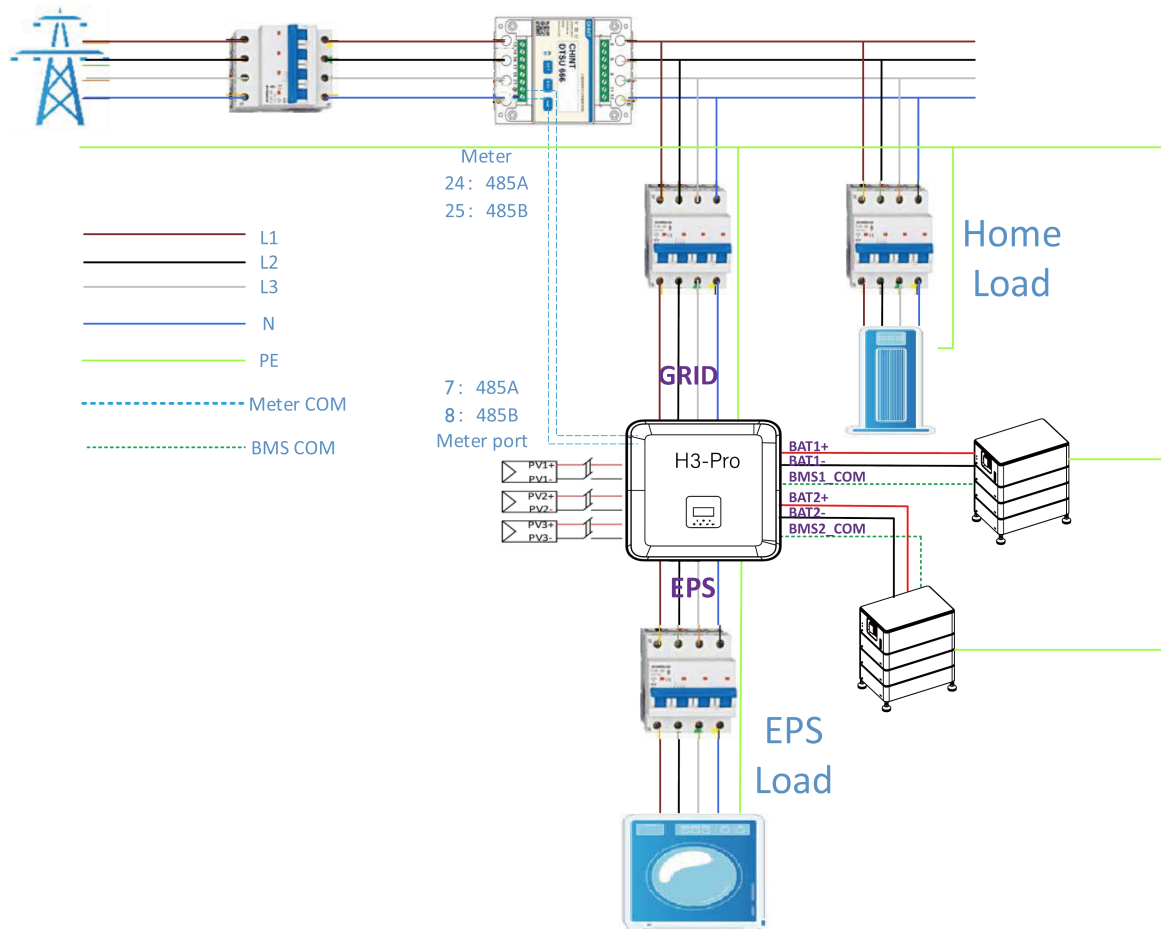 CHINT
DTSU 666
Meter
24: 485A
25: 485B
L1
L2
L3
N
PE
Meter COM
BMS COM
Home
Load
GRID
7: 485A
8: 485B
Meter port
H3-Pro
PV1+
PV1-
PV2+
PV2-
PV3+
PV3-
BAT1+
BAT1-
BMS1_COM
BAT2+
BAT2-
BMS2_COM
EPS
EPS
Load